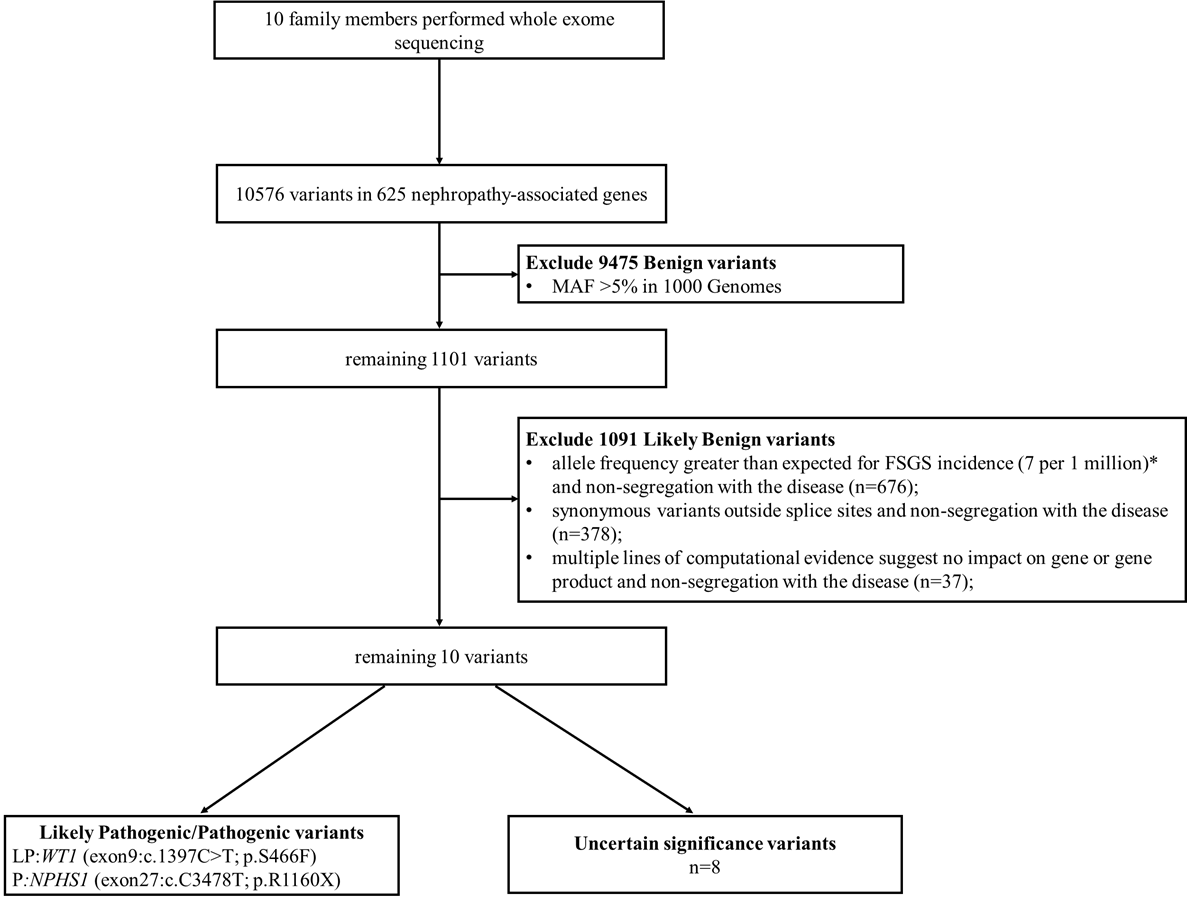 10 family members performed whole exome
sequencing
10576 variants in 625 nephropathy-associated genes
Exclude 9475 Benign variants
• MAF >5% in 1000 Genomes
remaining 1101 variants
Exclude 1091 Likely Benign variants
• allele frequency greater than expected for FSGS incidence (7 per 1 million)*
and non-segregation with the disease (n=676);
• synonymous variants outside splice sites and non-segregation with the disease
(n=378);
• multiple lines of computational evidence suggest no impact on gene or gene
product and non-segregation with the disease (n=37);
remaining 10 variants
Likely Pathogenic/Pathogenic variants
LP:WT1 (exon9:c.1397C>T; p.S466F)
P:NPHS1 (exon27:c.C3478T; p.R1160X)
Uncertain significance variants
n=8